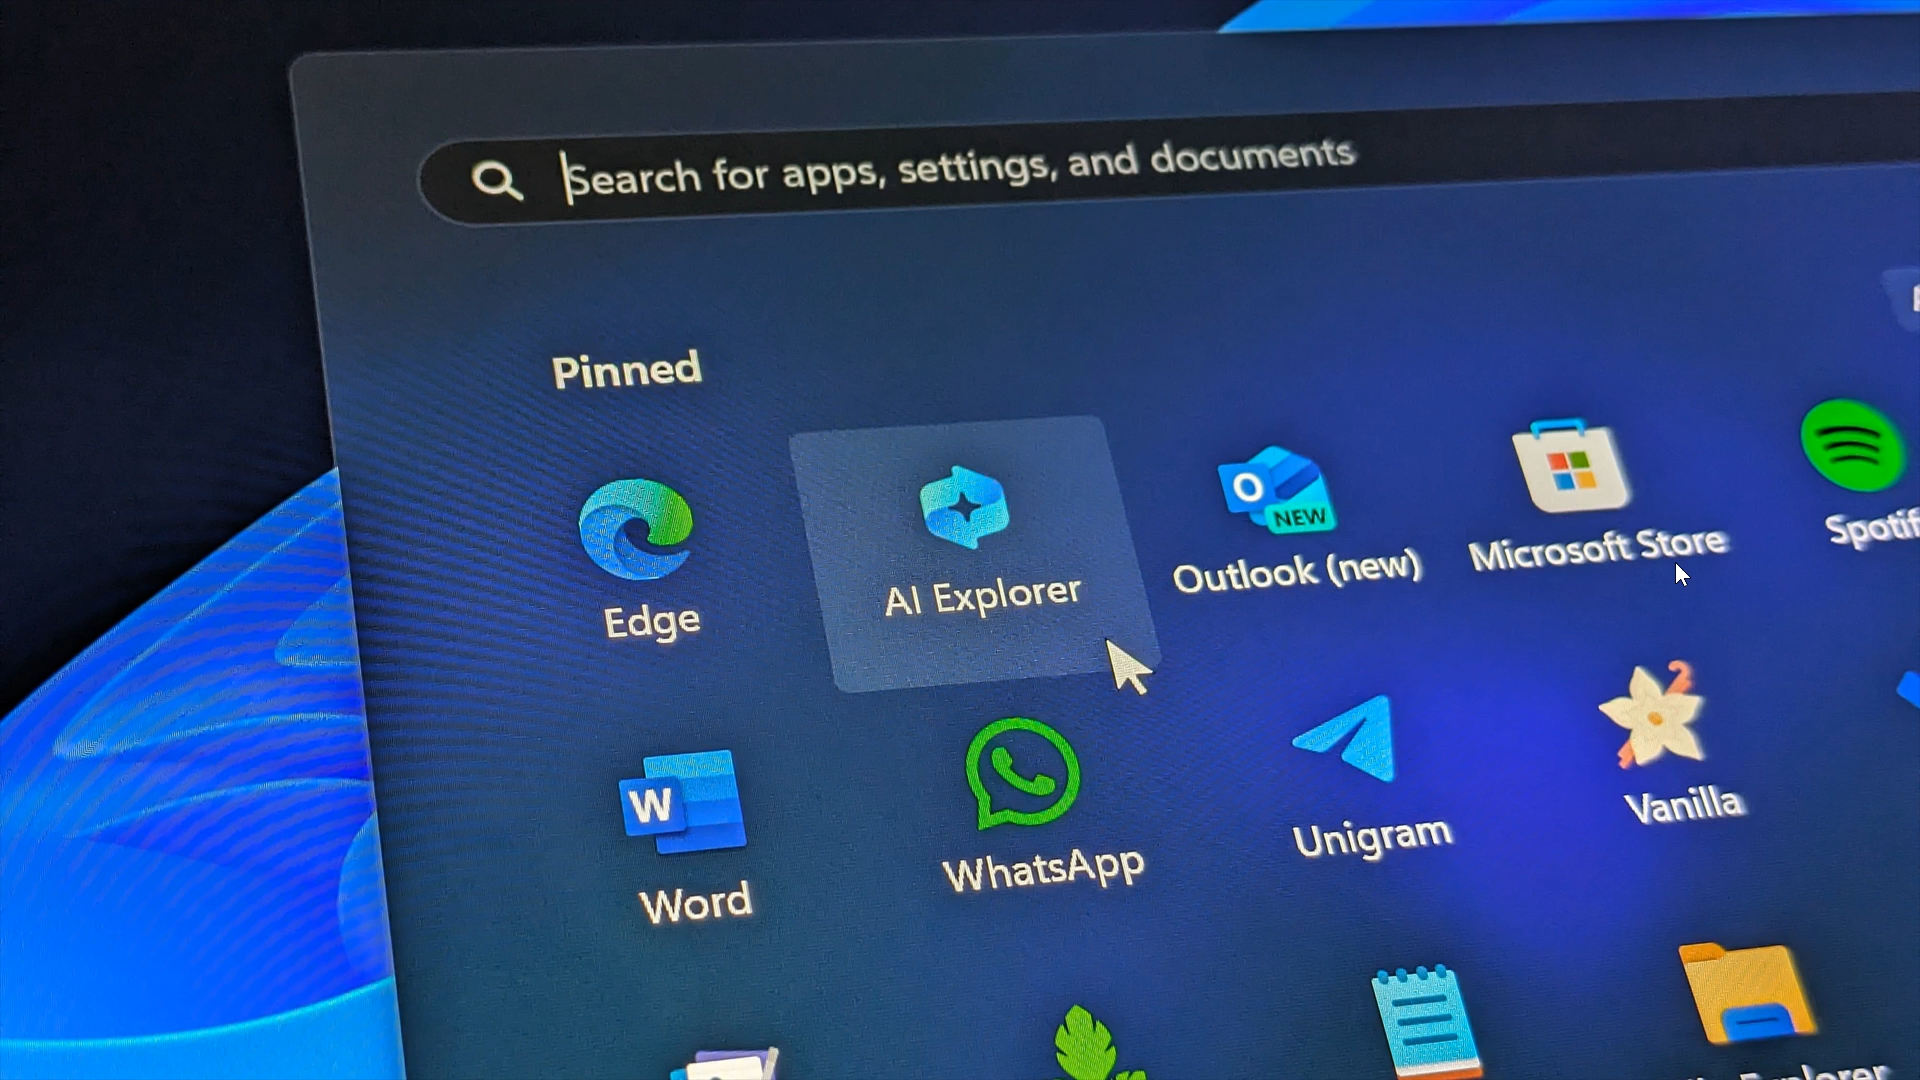 Search for apps, settings, and documents
Pinned
Edge
AI Explorer
O
NEW
Outlook (new)
Microsoft Store
W
Word
WhatsApp
Unigram
Vanilla
Explorer